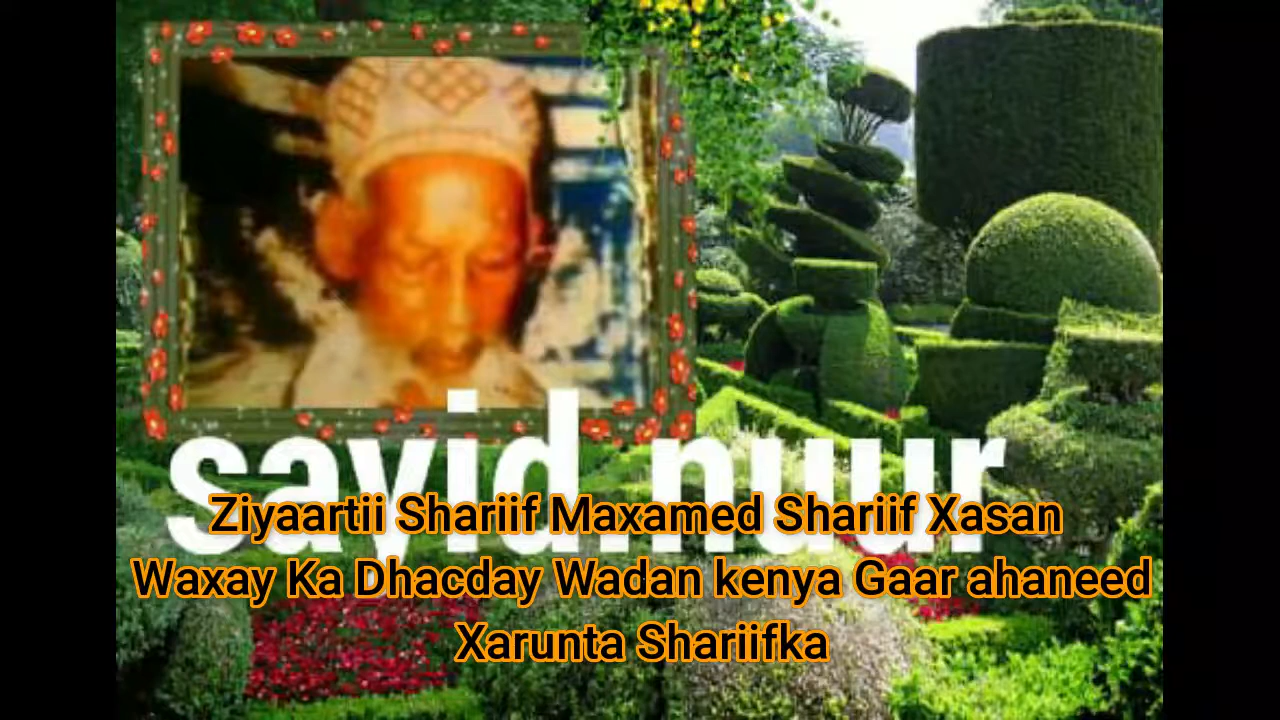 sayid.nuur
Ziyaartii Shariif Maxamed Shariif Xasan
Waxay Ka Dhacday Wadan kenya Gaar ahaneed
Xarunta Shariifka